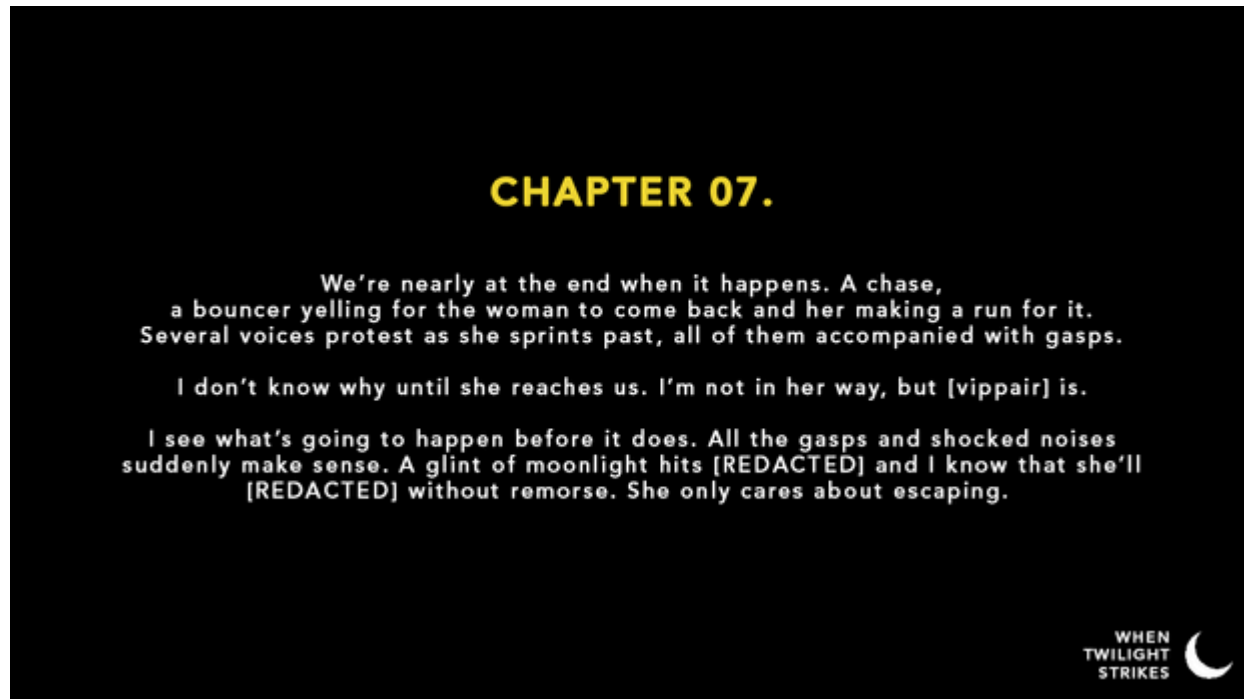 CHAPTER 07.
We’re nearly at the end when it happens. A chase,
a bouncer yelling for the woman to come back and her making a run for it.
Several voices protest as she sprints past, all of them accompanied with gasps.
I don’t know why until she reaches us. I’m not in her way, but [vippair] is.
I see what’s going to happen before it does. All the gasps and shocked noises
suddenly make sense. A glint of moonlight hits [REDACTED] and I know that she’ll
[REDACTED] without remorse. She only cares about escaping.
WHEN
TWILIGHT
STRIKES